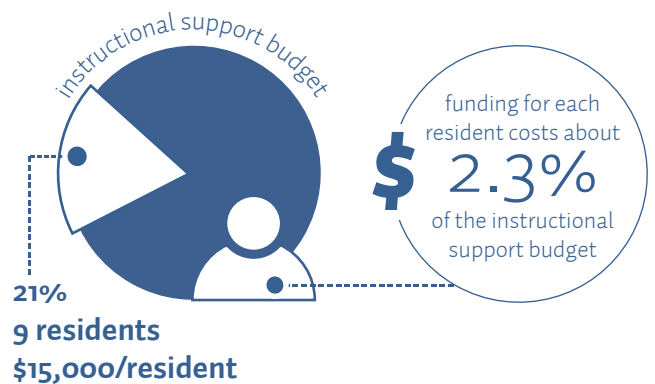 instructional support budget
funding for each
resident costs about
$ 2.3%
of the instructional
support budget
21%
9 residents
$15,000/resident